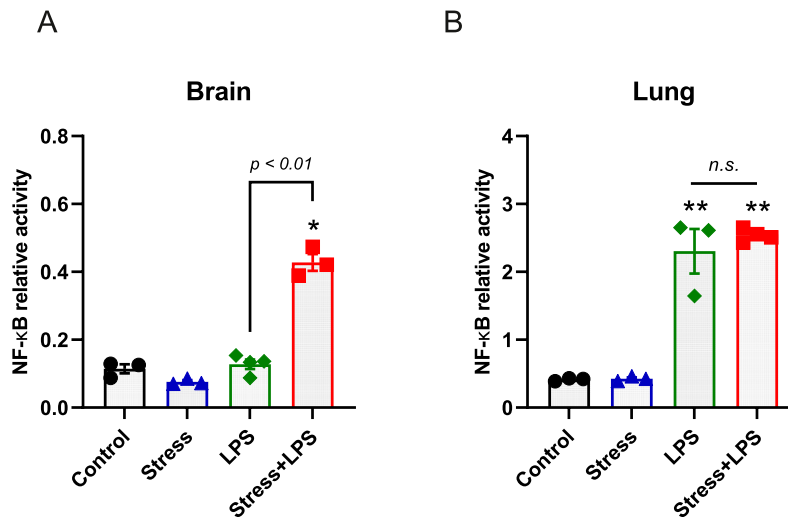 A
Brain
NF-κB relative activity
0.8
0.6
0.4
0.2
0.0
p < 0.01
*
Control
Stress
LPS
Stress+LPS
B
Lung
NF-κB relative activity
4
3
2
1
0
n.s.
**
**
Control
Stress
LPS
Stress+LPS